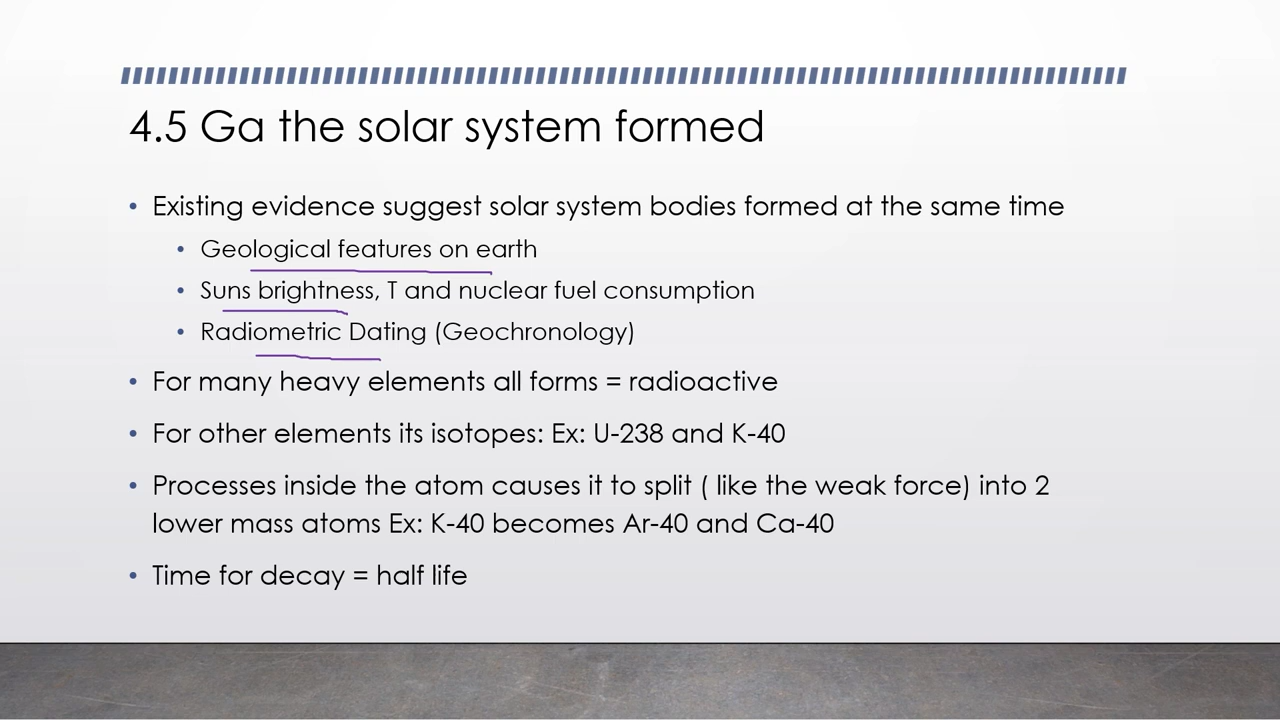 4.5 Ga the solar system formed
• Existing evidence suggest solar system bodies formed at the same time
• Geological features on earth
• Suns brightness, T and nuclear fuel consumption
• Radiometric Dating (Geochronology)
• For many heavy elements all forms = radioactive
• For other elements its isotopes: Ex: U-238 and K-40
• Processes inside the atom causes it to split ( like the weak force) into 2
lower mass atoms Ex: K-40 becomes Ar-40 and Ca-40
• Time for decay = half life